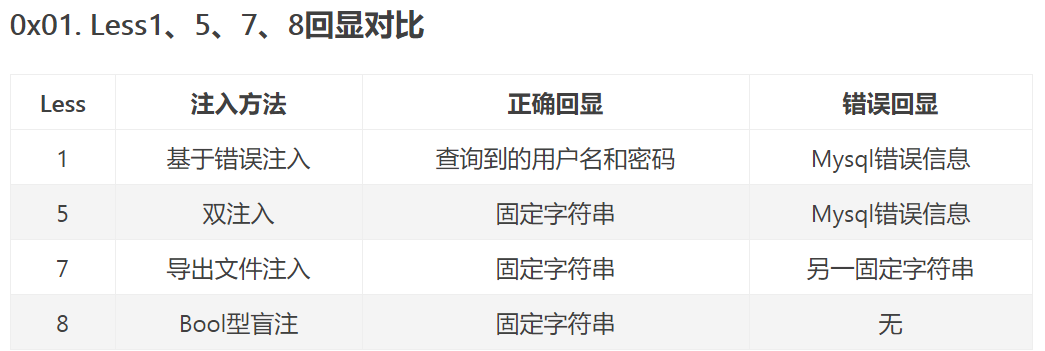 0x01. Less1、5、7、8回显对比
Less 注入方法 正确回显 错误回显
1 基于错误注入 查询到的用户名和密码 Mysql错误信息
5 双注入 固定字符串 Mysql错误信息
7 导出文件注入 固定字符串 另一固定字符串
8 Bool型盲注 固定字符串 无